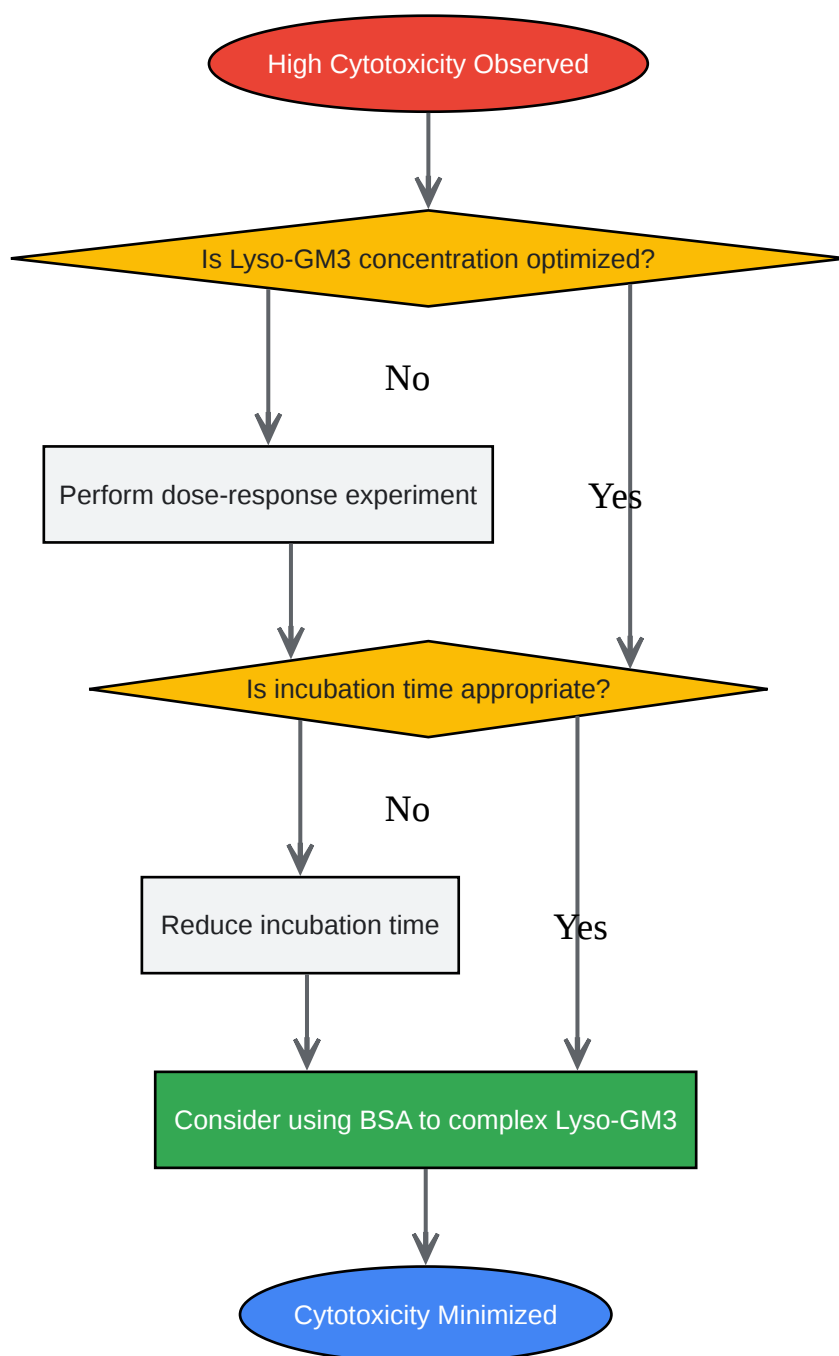 High Cytotoxicity Observed
Is Lyso-GM3 concentration optimized?
No
Perform dose-response experiment
Yes
Is incubation time appropriate?
No
Reduce incubation time
Yes
Consider using BSA to complex Lyso-GM3
Cytotoxicity Minimized